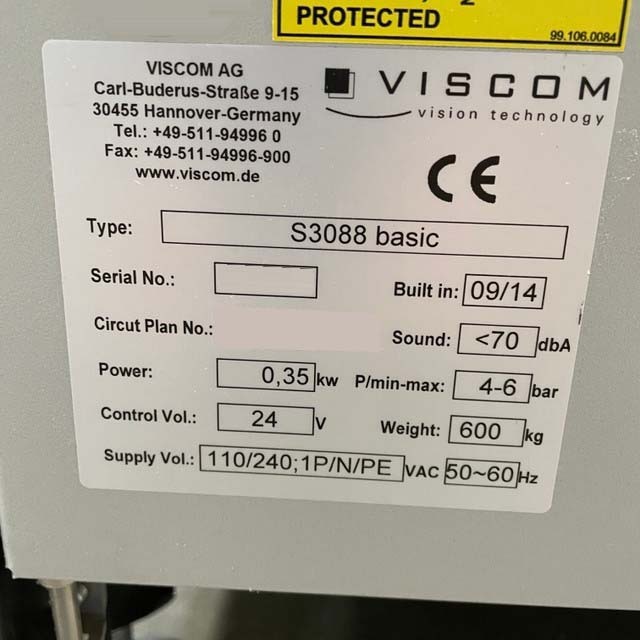 PROTECTED
99.106.0084
VISCOM AG
Carl-Buderus-Straße 9-15
30455 Hannover-Germany
Tel.: +49-511-94996 0
Fax: +49-511-94996-900
www.viscom.de
VISCOM
vision technology
CE
Type: S3088 basic
Serial No.:
Built in: 09/14
Circut Plan No.:
Sound: <70 dbA
Power: 0,35 kw
P/min-max: 4-6 bar
Control Vol.: 24 V
Weight: 600 kg
Supply Vol.: 110/240;1P/N/PE VAC 50~60 Hz